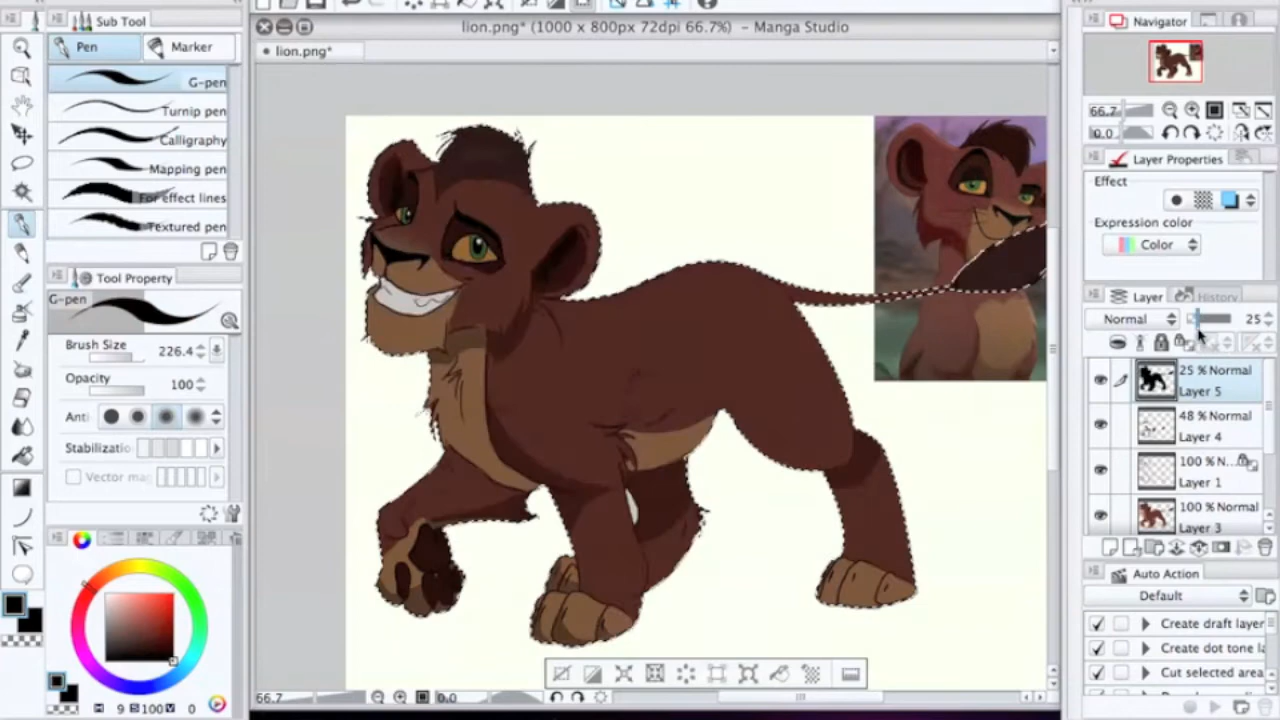 Sub Tool
Pen
Marker
G-pen
Turnip pen
Calligraphy
Mapping pen
For effect lines
Textured pen
Tool Property
G-pen
Brush Size
226.4
Opacity
100
Anti
Stabilizatio
Vector mag
9 S 100 V 0
lion.png* (1000 x 800px 72dpi 66.7%) - Manga Studio
lion.png*
66.7
0.0
Navigator
66.7
0.0
Layer Properties
Effect
Expression color
Color
Layer
History
Normal
25
25 % Normal
Layer 5
48 % Normal
Layer 4
100 % N...
Layer 1
100 % Normal
Layer 3
Auto Action
Default
Create draft layer
Create dot tone la
Cut selected area